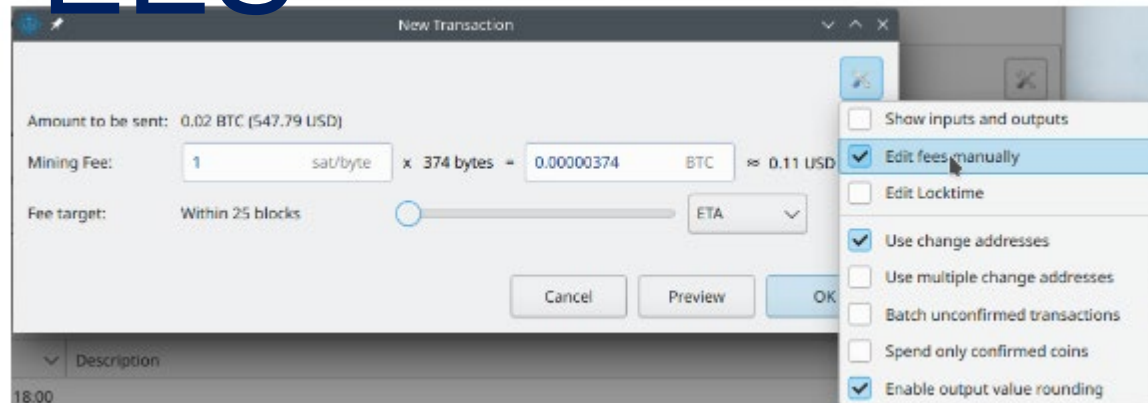 New Transaction
Amount to be sent: 0.02 BTC (547.79 USD)
Mining Fee: 1 sat/byte x 374 bytes = 0.00000374 BTC ≈ 0.11 USD
Fee target: Within 25 blocks ETA
Cancel Preview OK
Show inputs and outputs
Edit fees manually
Edit Locktime
Use change addresses
Use multiple change addresses
Batch unconfirmed transactions
Spend only confirmed coins
Enable output value rounding
Description
18:00